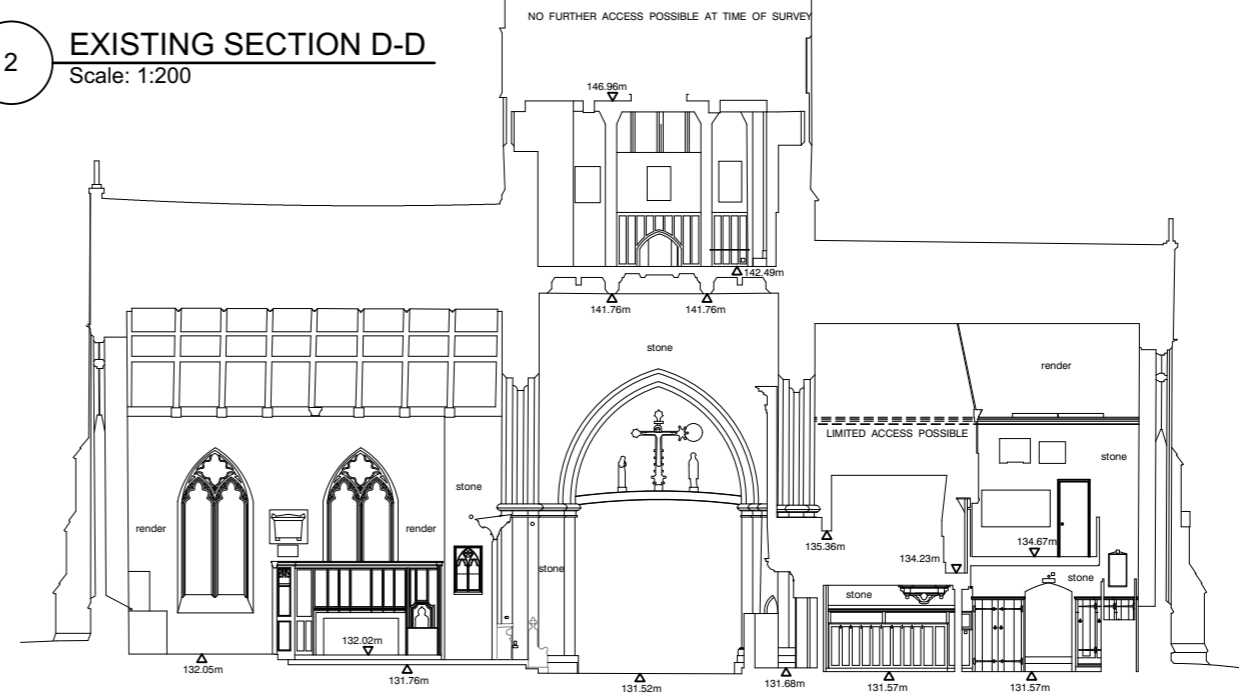 NO FURTHER ACCESS POSSIBLE AT TIME OF SURVEY
2
EXISTING SECTION D-D
Scale: 1:200
146.96m
142.49m
141.76m
141.76m
stone
render
LIMITED ACCESS POSSIBLE
stone
stone
render
render
135.36m
134.67m
134.23m
stone
stone
stone
132.02m
132.05m
131.76m
131.52m
131.68m
131.57m
131.57m